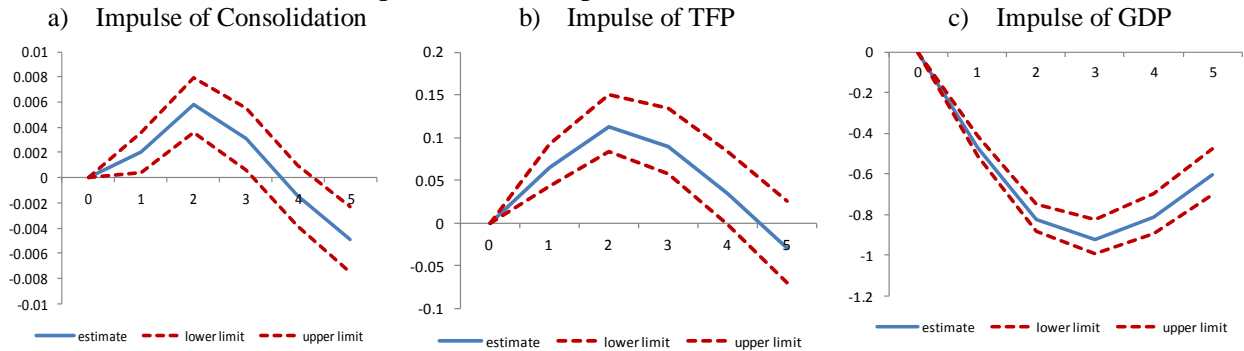 a) Impulse of Consolidation
0.01
0.008
0.006
0.004
0.002
0
-0.002
-0.004
-0.006
-0.008
-0.01
0 1 2 3 4 5
estimate lower limit upper limit
b) Impulse of TFP
0.2
0.15
0.1
0.05
0
-0.05
-0.1
0 1 2 3 4 5
estimate lower limit upper limit
c) Impulse of GDP
0
-0.2
-0.4
-0.6
-0.8
-1
-1.2
0 1 2 3 4 5
estimate lower limit upper limit